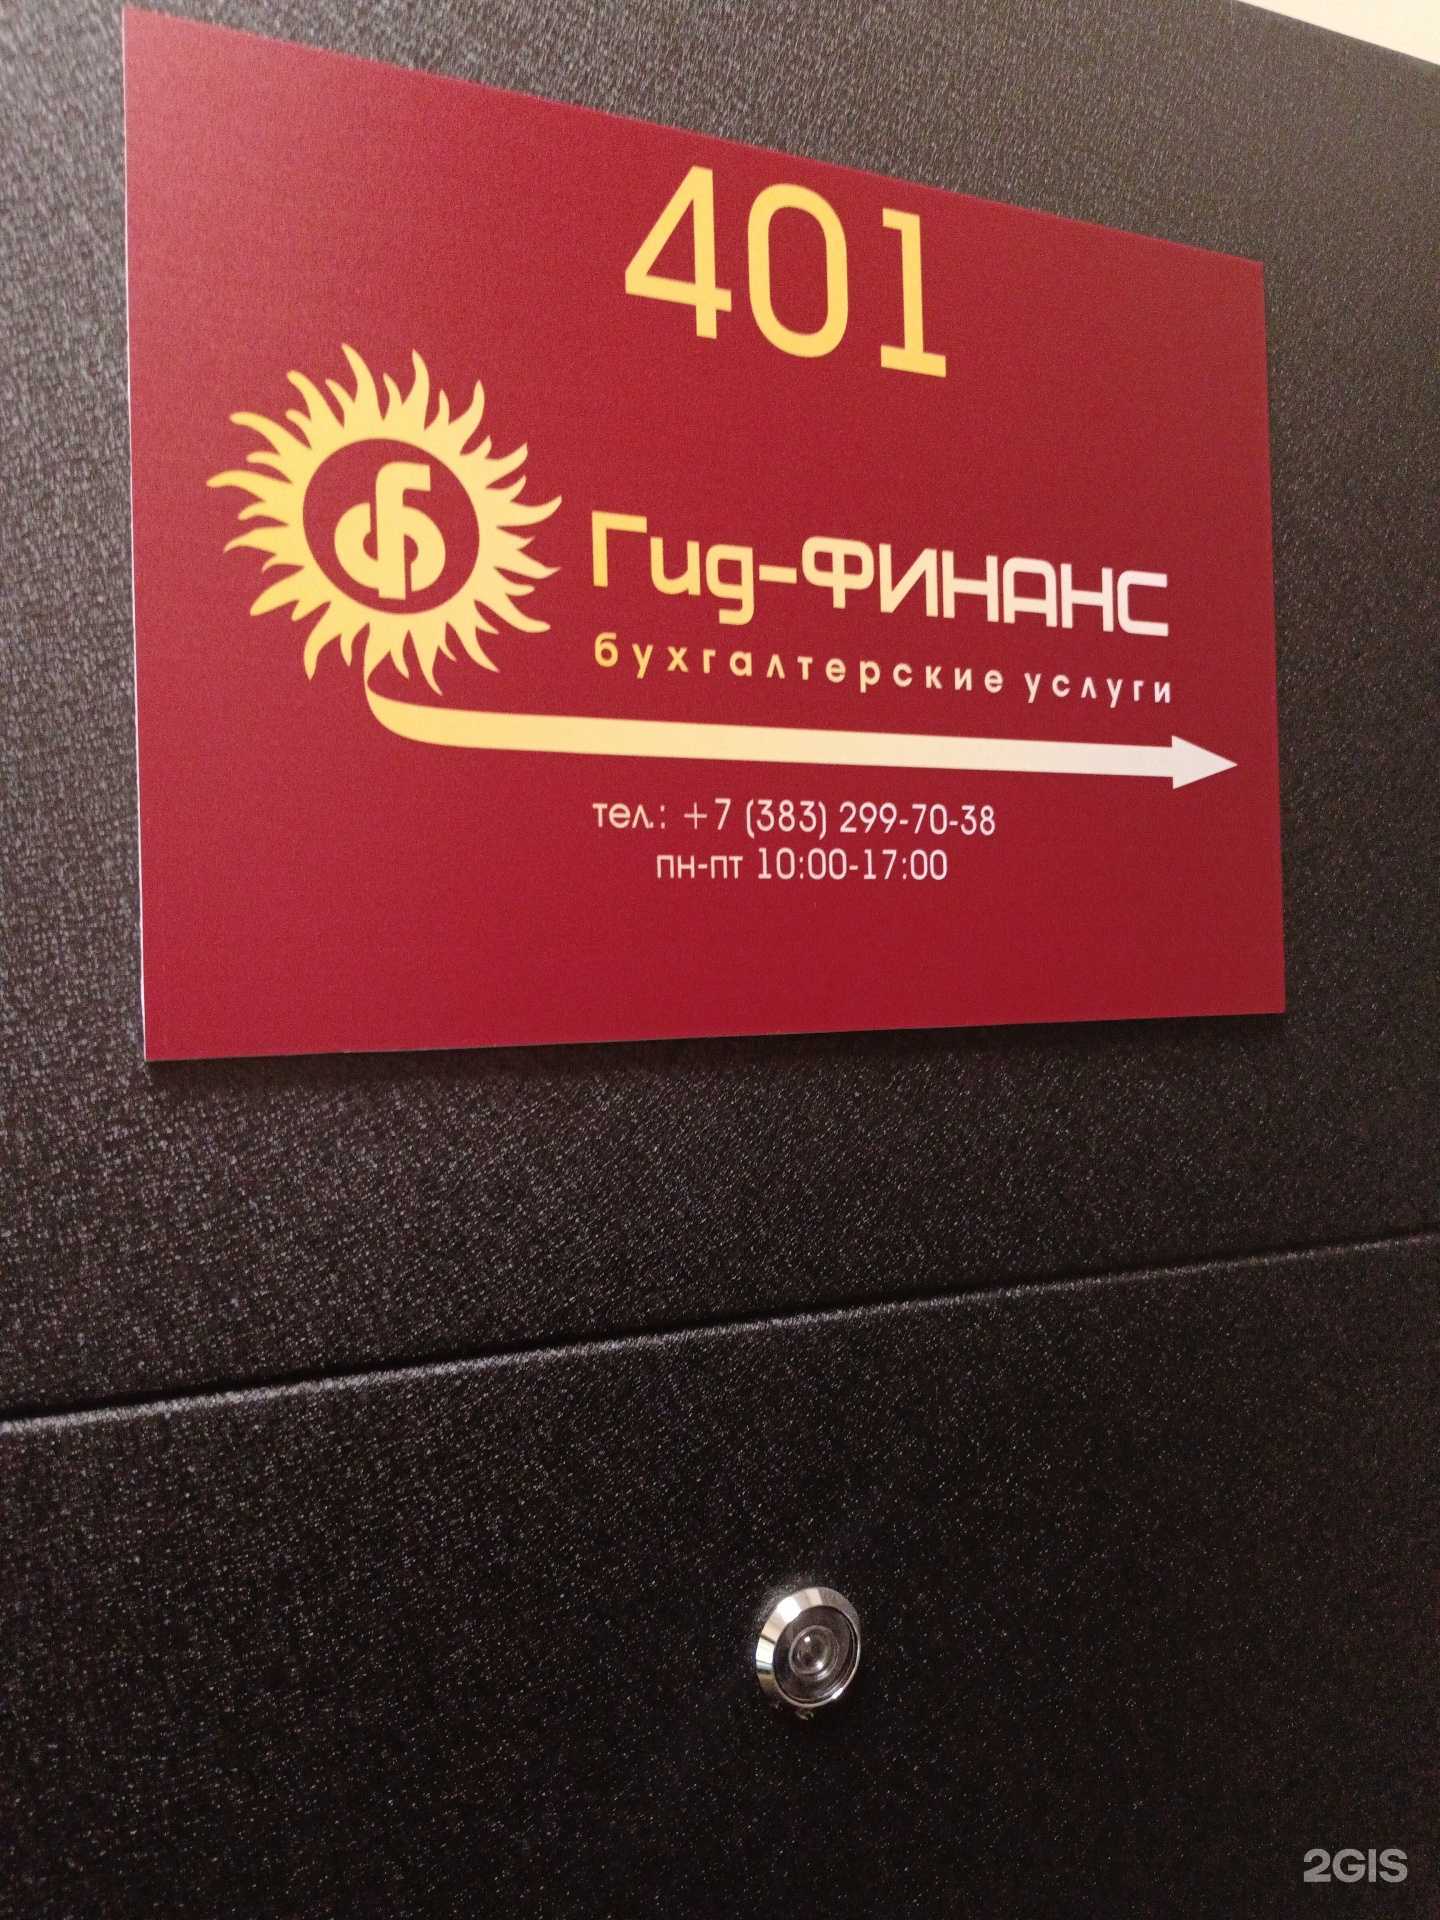 401
Гид-ФИНАНС
бухгалтерские услуги
тел.: +7 (383) 299-70-38
пн-пт 10:00-17:00
2GIS